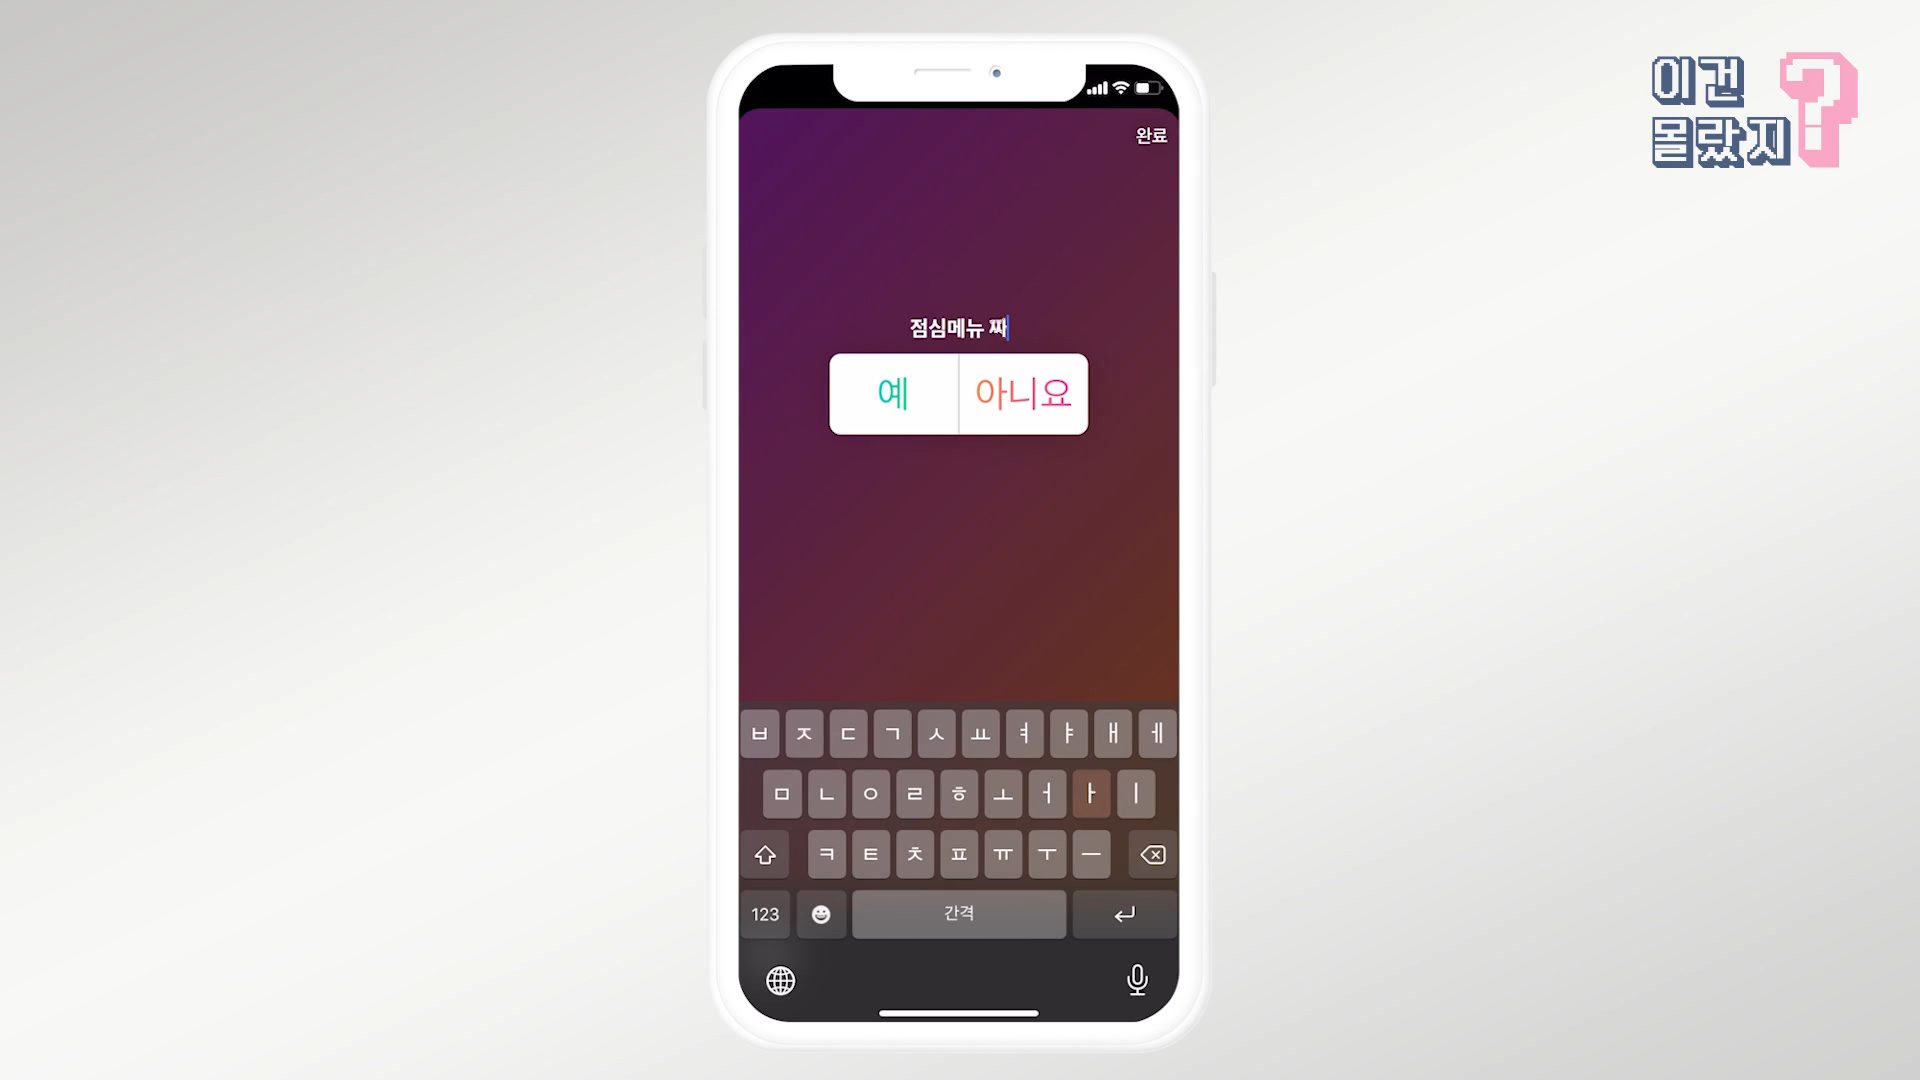 이건
몰랐지?
완료
점심메뉴 짜
예 아니요
ㅂ ㅈ ㄷ ㄱ ㅅ ㅛ ㅕ ㅑ ㅐ ㅔ
ㅁ ㄴ ㅇ ㄹ ㅎ ㅗ ㅓ ㅏ ㅣ
ㅋ ㅌ ㅊ ㅍ ㅠ ㅜ ㅡ
123 간격